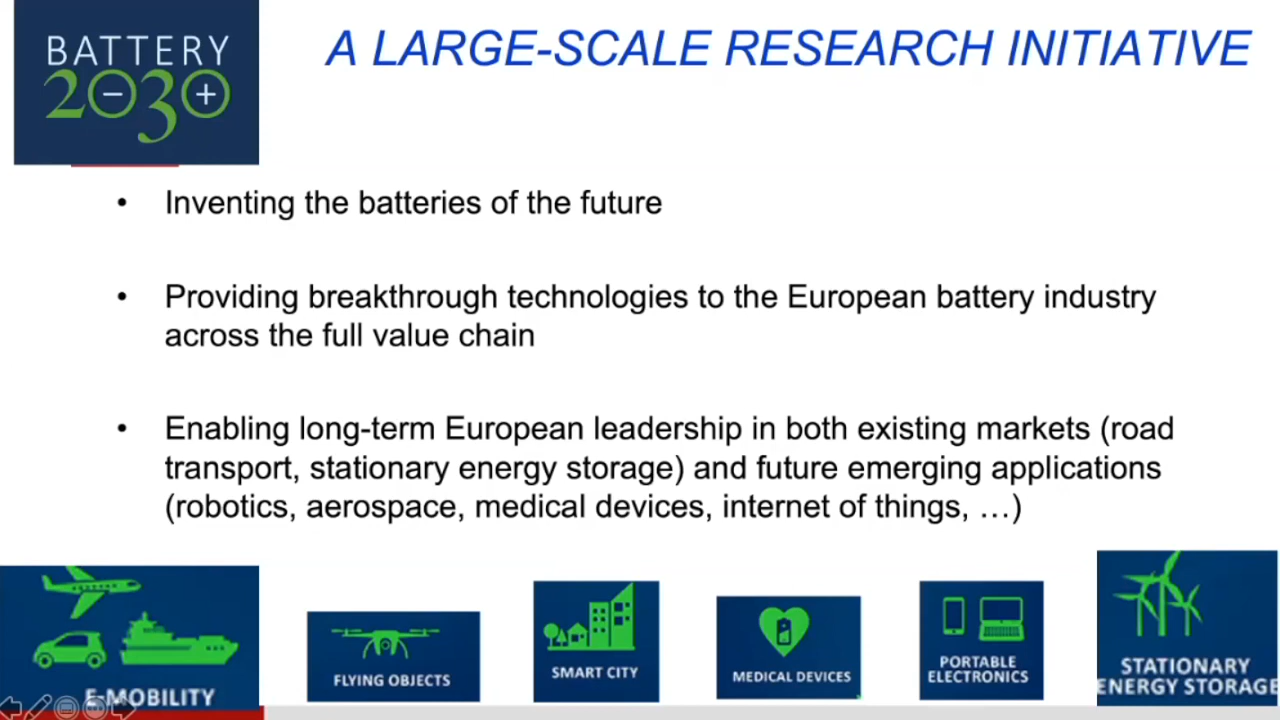 BATTERY
2030
A LARGE-SCALE RESEARCH INITIATIVE
• Inventing the batteries of the future
• Providing breakthrough technologies to the European battery industry
across the full value chain
• Enabling long-term European leadership in both existing markets (road
transport, stationary energy storage) and future emerging applications
(robotics, aerospace, medical devices, internet of things, …)
E-MOBILITY
FLYING OBJECTS
SMART CITY
MEDICAL DEVICES
PORTABLE
ELECTRONICS
STATIONARY
ENERGY STORAGE